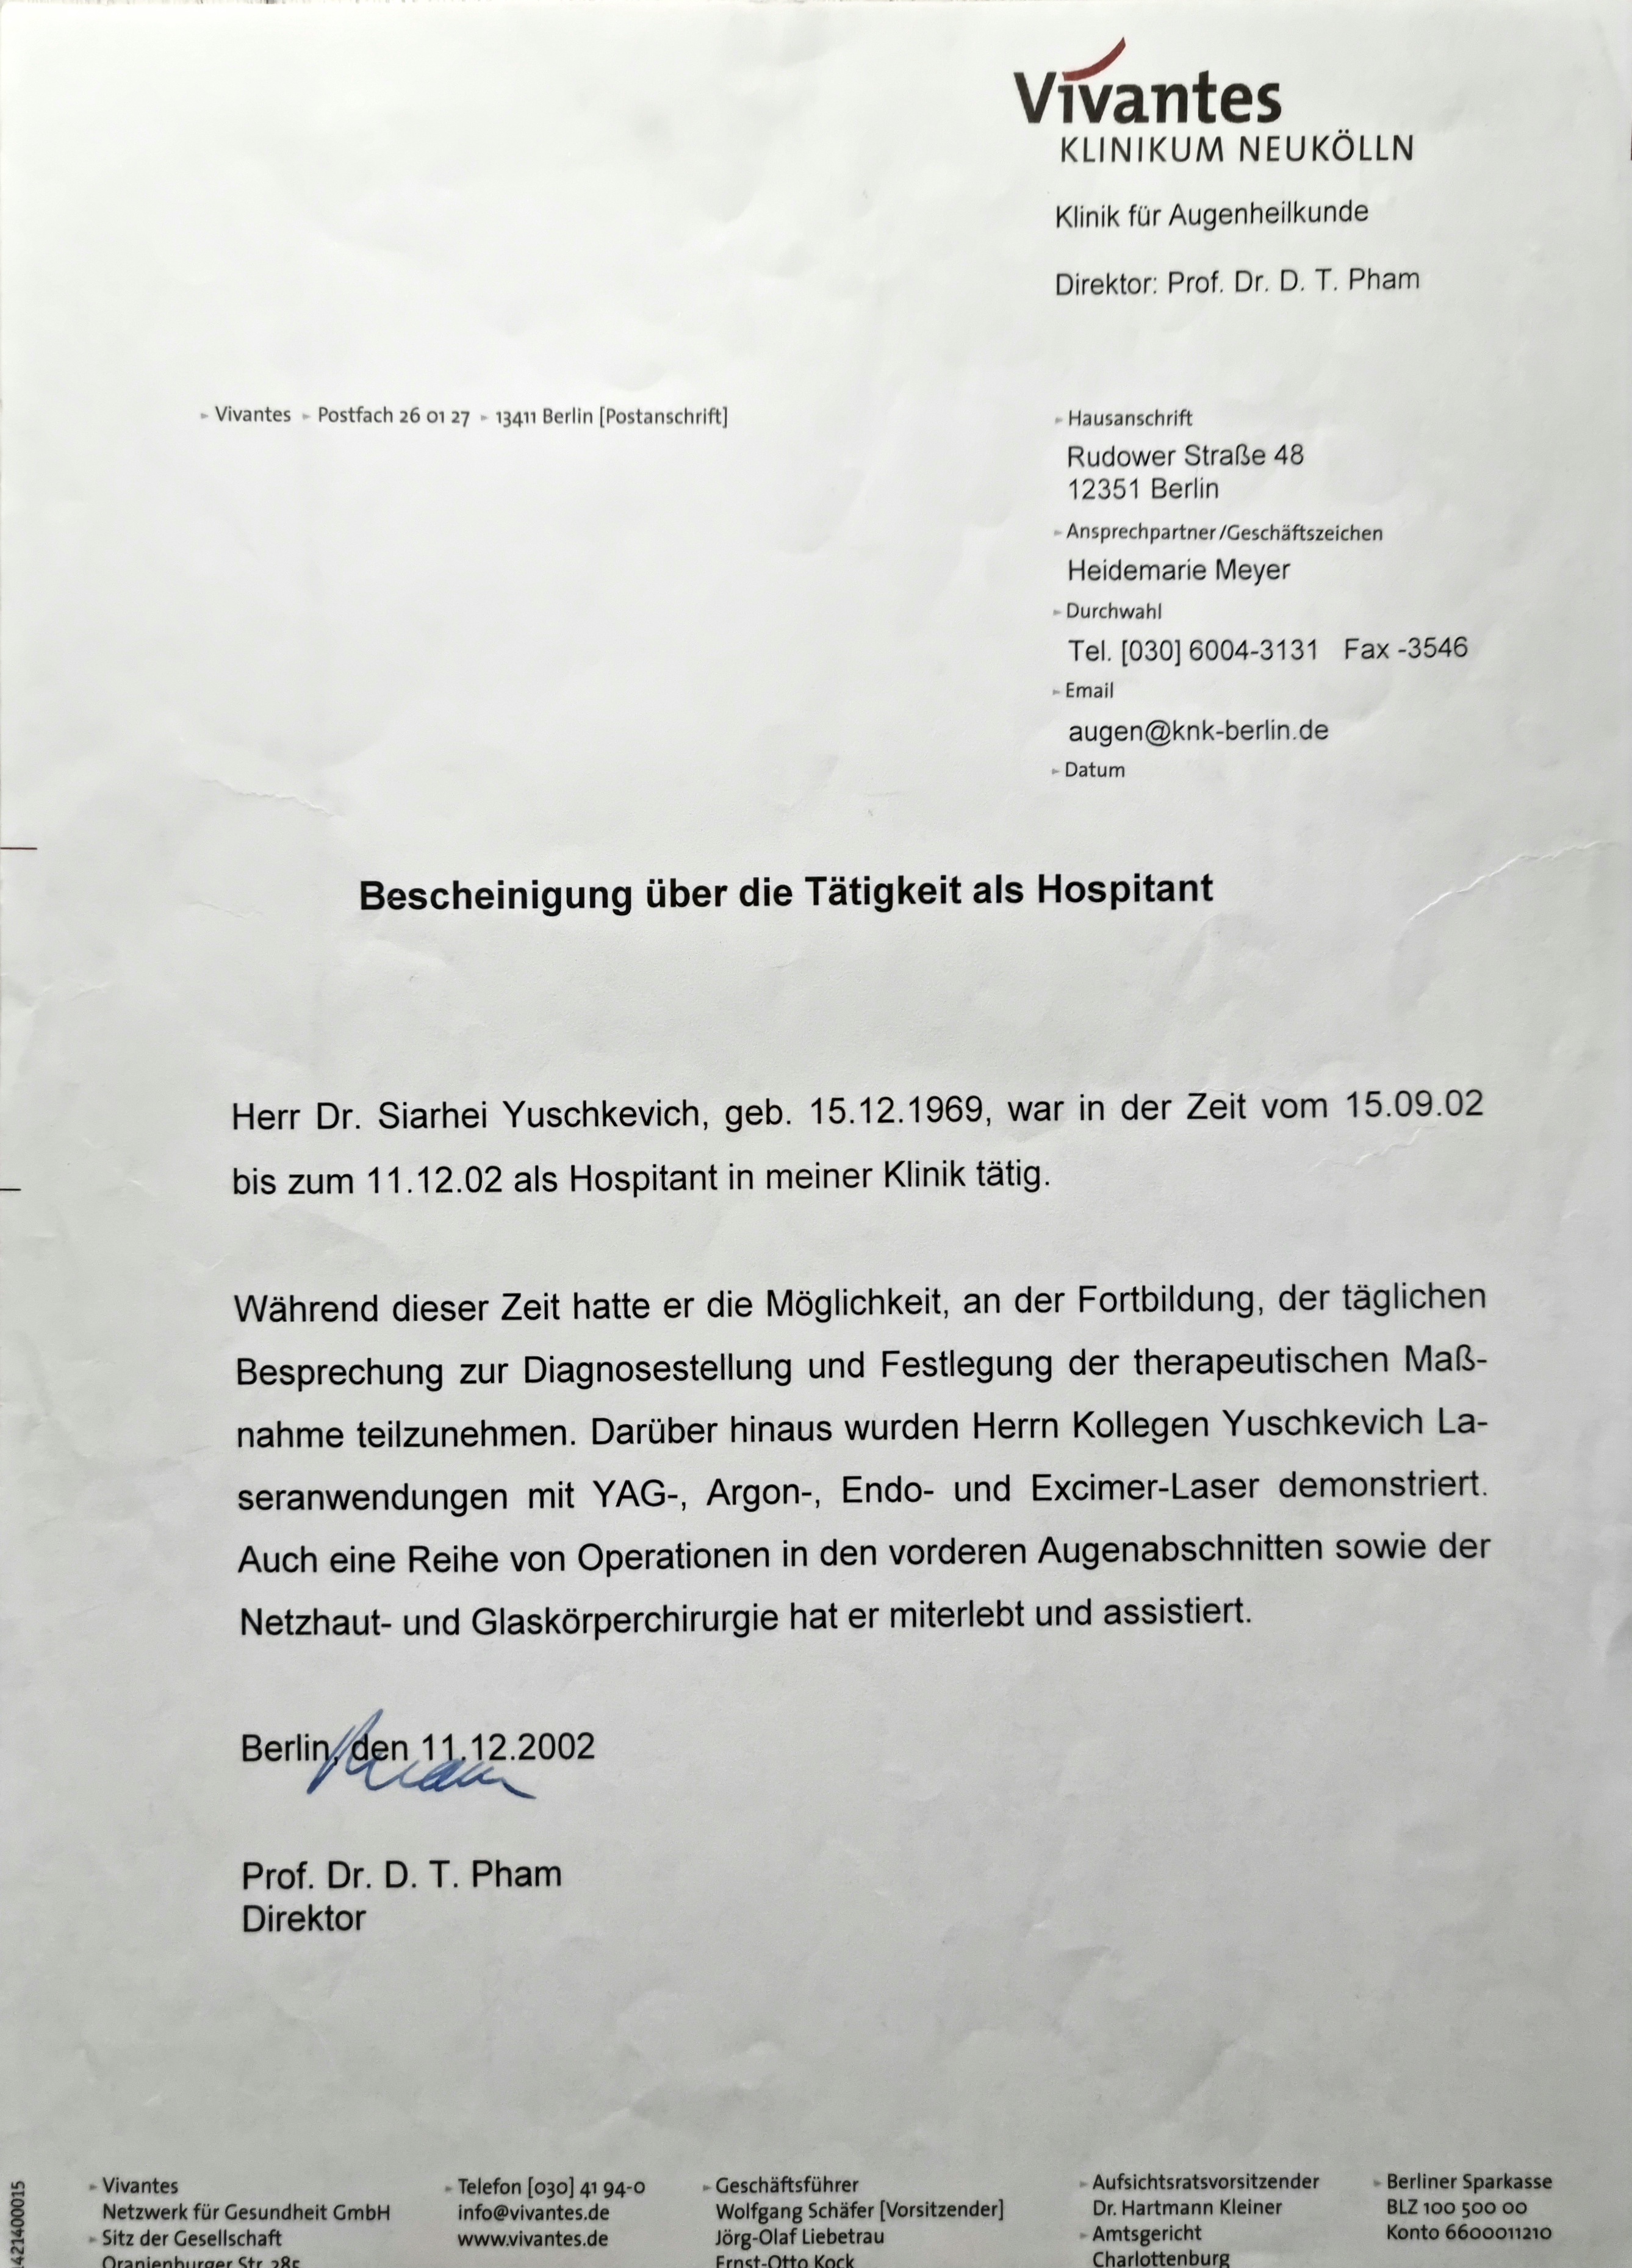 Vivantes
KLINIKUM NEUKÖLLN
Klinik für Augenheilkunde
Direktor: Prof. Dr. D. T. Pham
Vivantes Postfach 26 01 27 13411 Berlin [Postanschrift]
Hausanschrift
Rudower Straße 48
12351 Berlin
Ansprechpartner/Geschäftszeichen
Heidemarie Meyer
Durchwahl
Tel. [030] 6004-3131 Fax -3546
Email
augen@knk-berlin.de
Datum
Bescheinigung über die Tätigkeit als Hospitant
Herr Dr. Siarhei Yuschkevich, geb. 15.12.1969, war in der Zeit vom 15.09.02
bis zum 11.12.02 als Hospitant in meiner Klinik tätig.
Während dieser Zeit hatte er die Möglichkeit, an der Fortbildung, der täglichen
Besprechung zur Diagnosestellung und Festlegung der therapeutischen Maß-
nahme teilzunehmen. Darüber hinaus wurden Herrn Kollegen Yuschkevich La-
seranwendungen mit YAG-, Argon-, Endo- und Excimer-Laser demonstriert.
Auch eine Reihe von Operationen in den vorderen Augenabschnitten sowie der
Netzhaut- und Glaskörperchirurgie hat er miterlebt und assistiert.
Berlin, den 11.12.2002
Prof. Dr. D. T. Pham
Direktor
Vivantes
Netzwerk für Gesundheit GmbH
Sitz der Gesellschaft
Oranienburger Str. 285
Telefon [030] 41 94-0
info@vivantes.de
www.vivantes.de
Geschäftsführer
Wolfgang Schäfer [Vorsitzender]
Jörg-Olaf Liebetrau
Ernst-Otto Kock
Aufsichtsratsvorsitzender
Dr. Hartmann Kleiner
Amtsgericht
Charlottenburg
Berliner Sparkasse
BLZ 100 500 00
Konto 6600011210